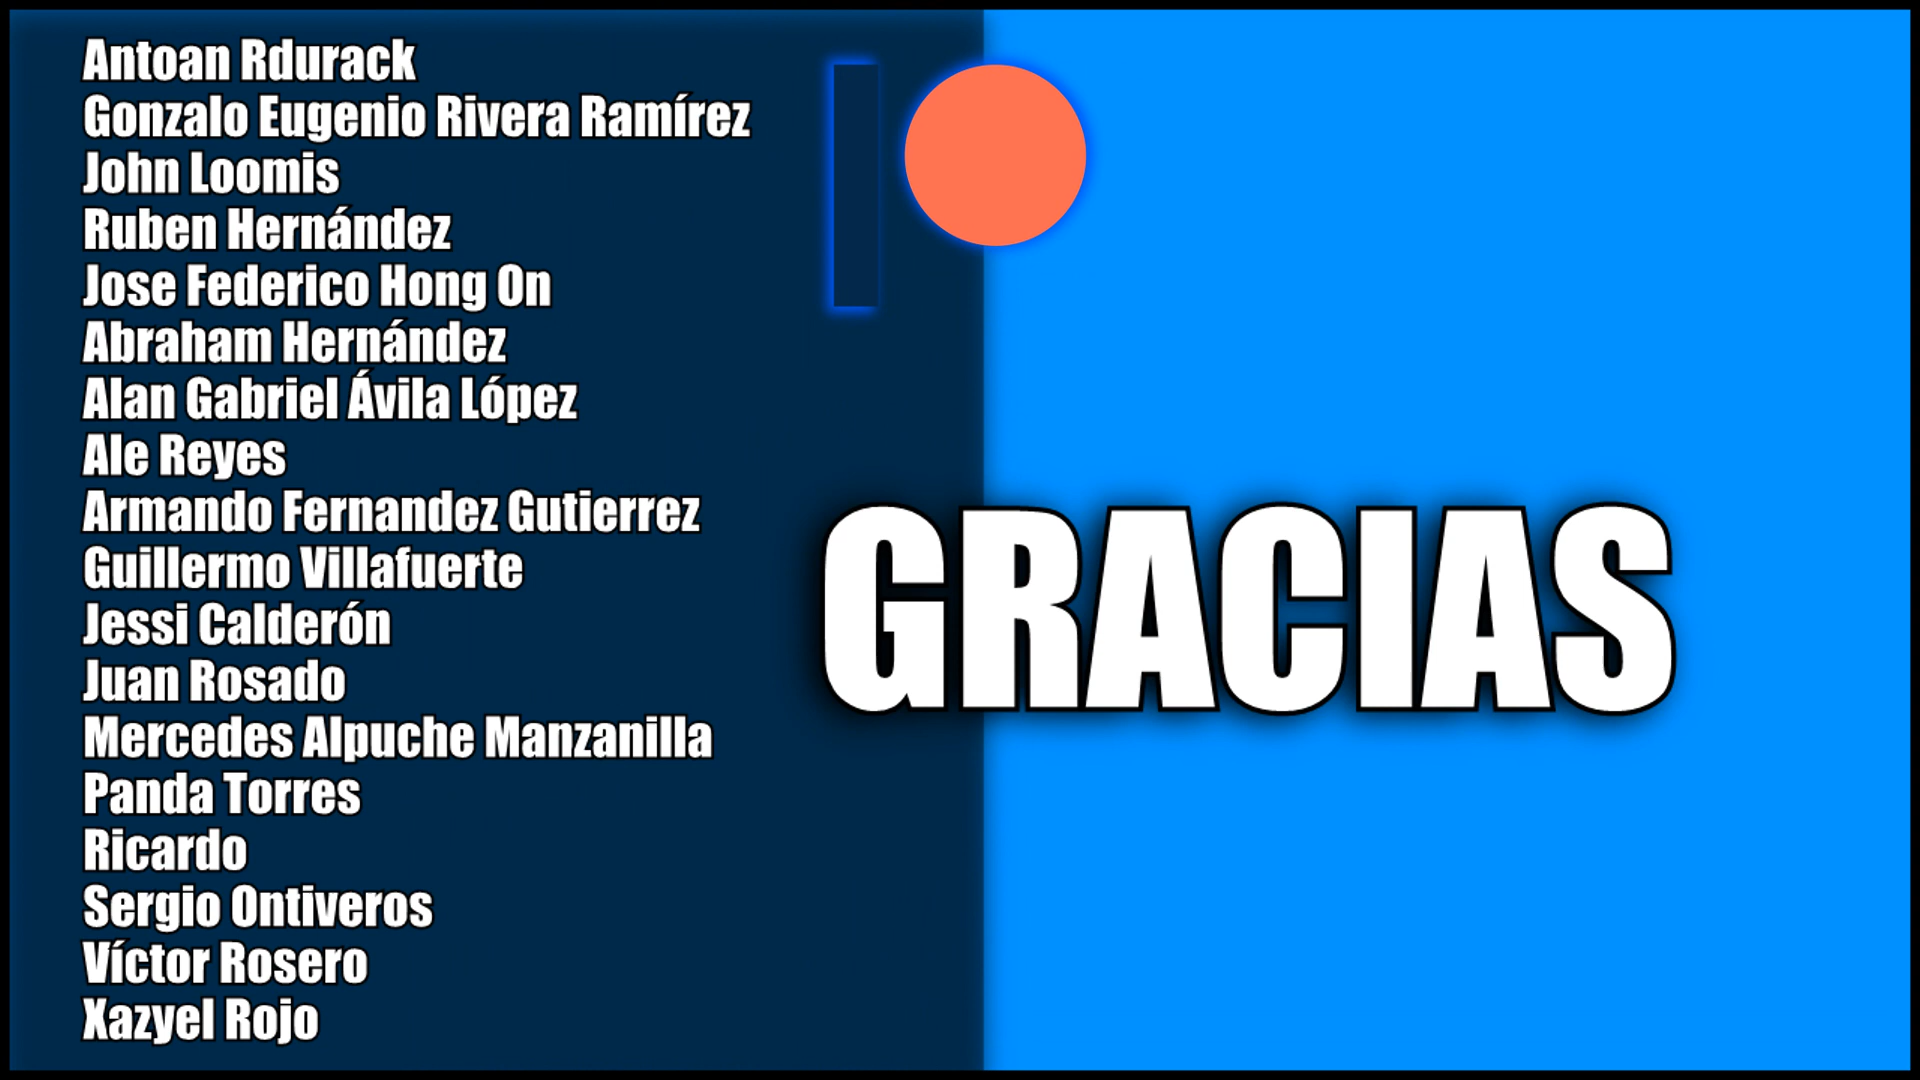 Antoan Rdurack
Gonzalo Eugenio Rivera Ramírez
John Loomis
Ruben Hernández
Jose Federico Hong On
Abraham Hernández
Alan Gabriel Ávila López
Ale Reyes
Armando Fernandez Gutierrez
Guillermo Villafuerte
Jessi Calderón
Juan Rosado
Mercedes Alpuche Manzanilla
Panda Torres
Ricardo
Sergio Ontiveros
Víctor Rosero
Xazyel Rojo
GRACIAS